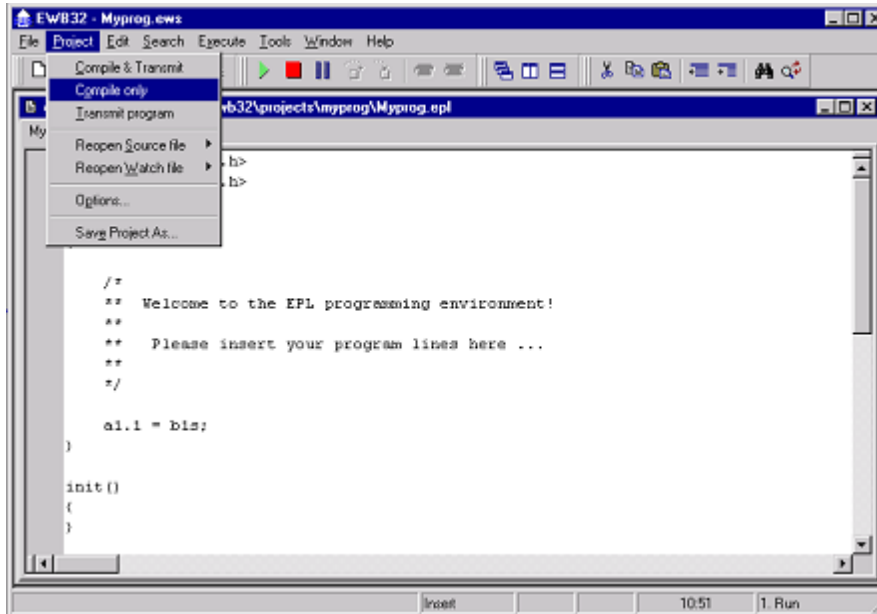 EWB32 - Myprog.ews
File Project Edit Search Execute Tools Window Help
Compile & Transmit
Compile only
Transmit program
Reopen Source file
Reopen Watch file
Options...
Save Project As...
wb32\projects\myprog\Myprog.epl
My
.h>
.h>
/*
** Welcome to the EPL programming environment!
**
** Please insert your program lines here ...
**
*/
a1.1 = b1s;
}
init()
{
}
Insert 10:51 1. Run